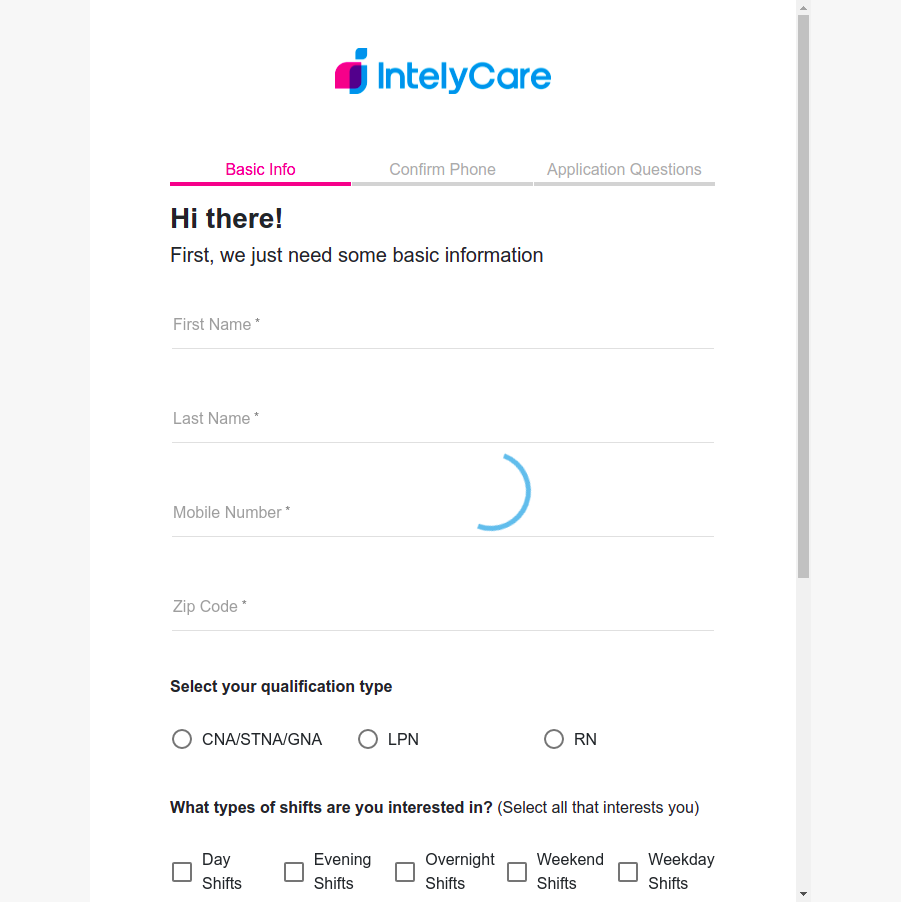 IntelyCare
Basic Info
Confirm Phone
Application Questions
Hi there!
First, we just need some basic information
First Name *
Last Name *
Mobile Number *
Zip Code *
Select your qualification type
CNA/STNA/GNA
LPN
RN
What types of shifts are you interested in? (Select all that interests you)
Day
Shifts
Evening
Shifts
Overnight
Shifts
Weekend
Shifts
Weekday
Shifts